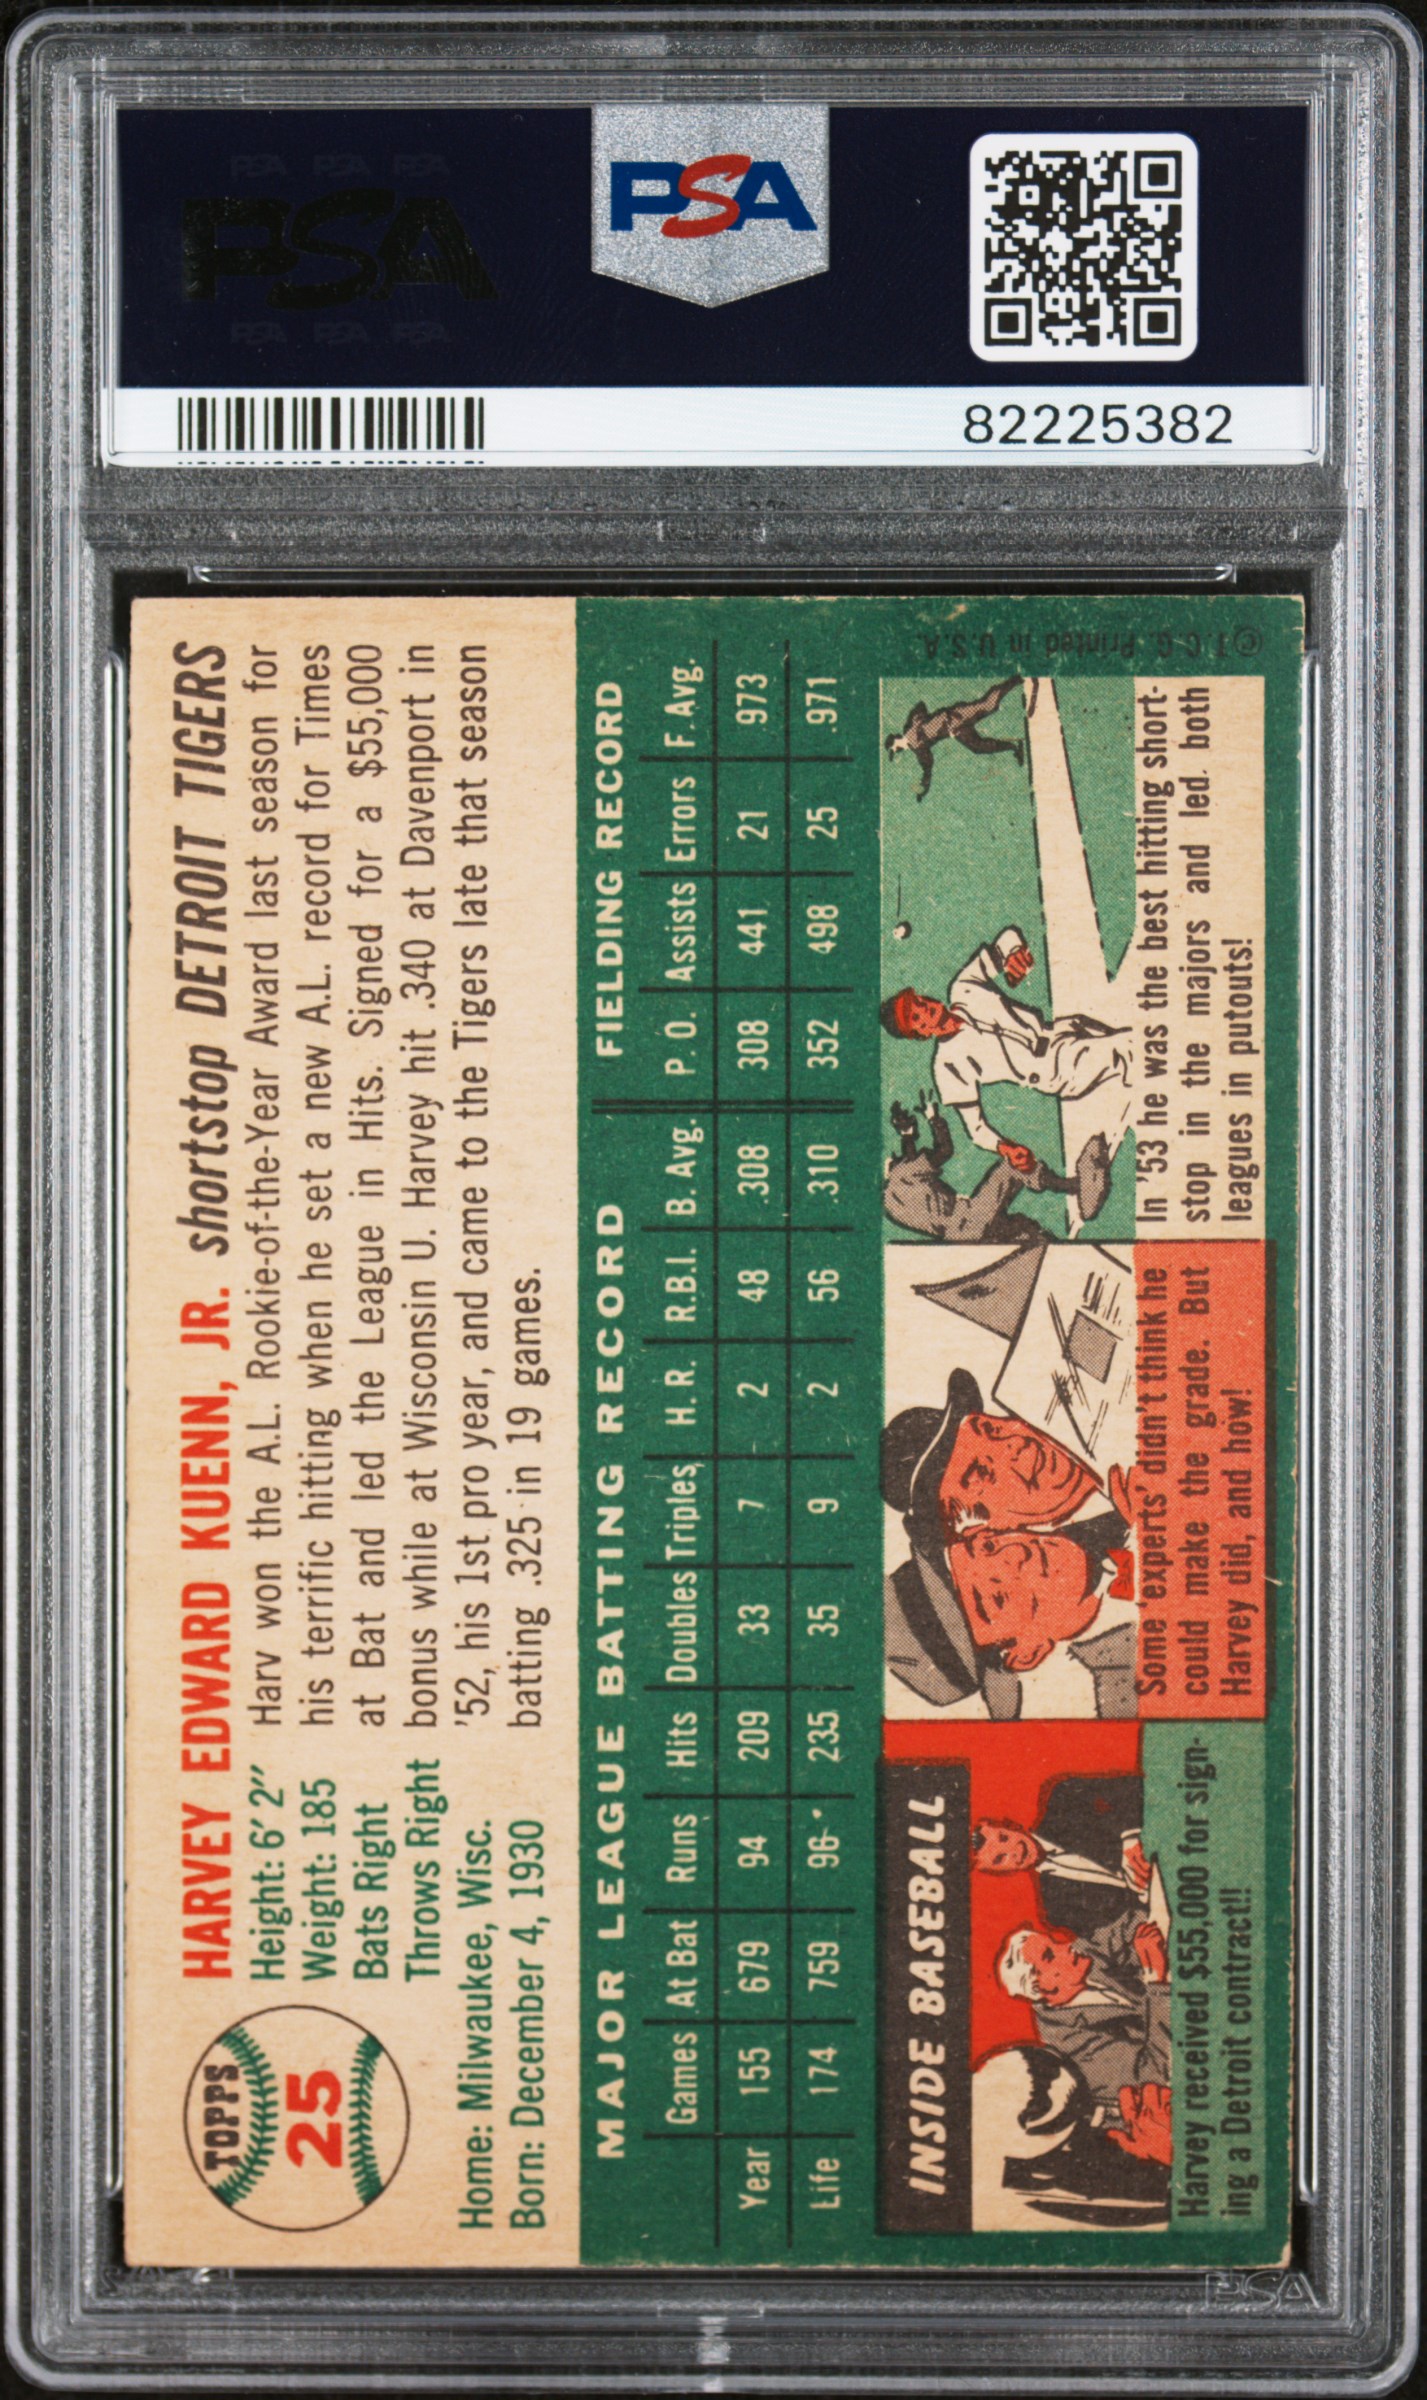 PSA PSA PSA
PSA
PSA PSA PSA
PSA
82225382
TOPPS
25
HARVEY EDWARD KUENN, JR. shortstop DETROIT TIGERS
Height: 6' 2"
Weight: 185
Bats Right
Throws Right
Home: Milwaukee, Wisc.
Born: December 4, 1930
Harv won the A.L. Rookie-of-the-Year Award last season for
his terrific hitting when he set a new A.L. record for Times
at Bat and led the League in Hits. Signed for a $55,000
bonus while at Wisconsin U. Harvey hit .340 at Davenport in
'52, his 1st pro year, and came to the Tigers late that season
batting .325 in 19 games.
MAJOR LEAGUE BATTING RECORD FIELDING RECORD
Games At Bat Runs Hits Doubles Triples H.R. R.B.I. B. Avg. P. O. Assists Errors F. Avg.
Year 155 679 94 209 33 7 2 48 .308 308 441 21 .973
Life 174 759 96 235 35 9 2 56 .310 352 498 25 .971
INSIDE BASEBALL
Harvey received $55,000 for sign-
ing a Detroit contract!!
Some 'experts' didn't think he
could make the grade. But
Harvey did, and how!
In '53 he was the best hitting short-
stop in the majors and led both
leagues in putouts!
© T. C. G. Printed in U.S.A.
PSA